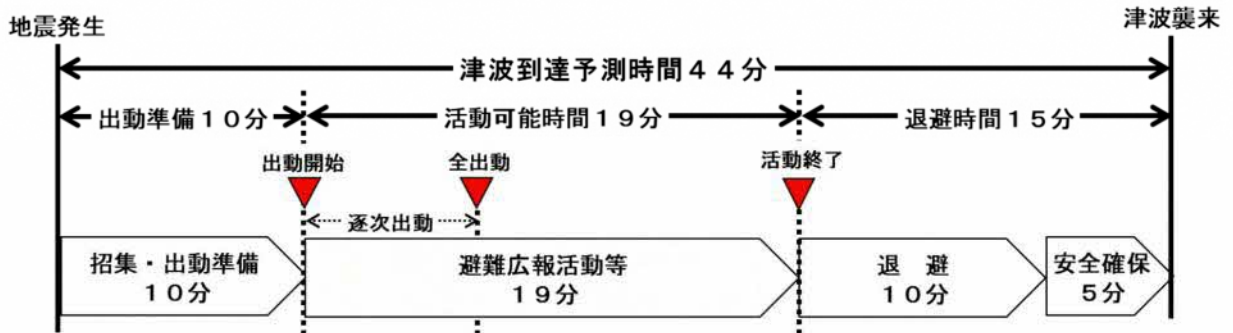 地震発生
津波襲来
津波到達予測時間44分
出動準備10分
活動可能時間19分
退避時間15分
出動開始
全出動
活動終了
逐次出動
招集・出動準備
10分
避難広報活動等
19分
退 避
10分
安全確保
5分